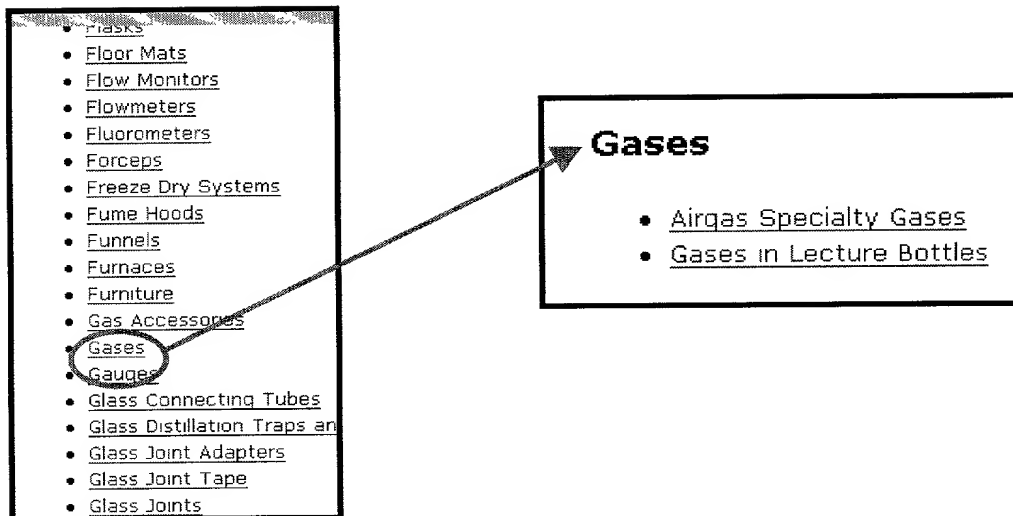 Flasks
Floor Mats
Flow Monitors
Flowmeters
Fluorometers
Forceps
Freeze Dry Systems
Fume Hoods
Funnels
Furnaces
Furniture
Gas Accessories
Gases
Gauges
Glass Connecting Tubes
Glass Distillation Traps an
Glass Joint Adapters
Glass Joint Tape
Glass Joints
Gases
Airgas Specialty Gases
Gases in Lecture Bottles